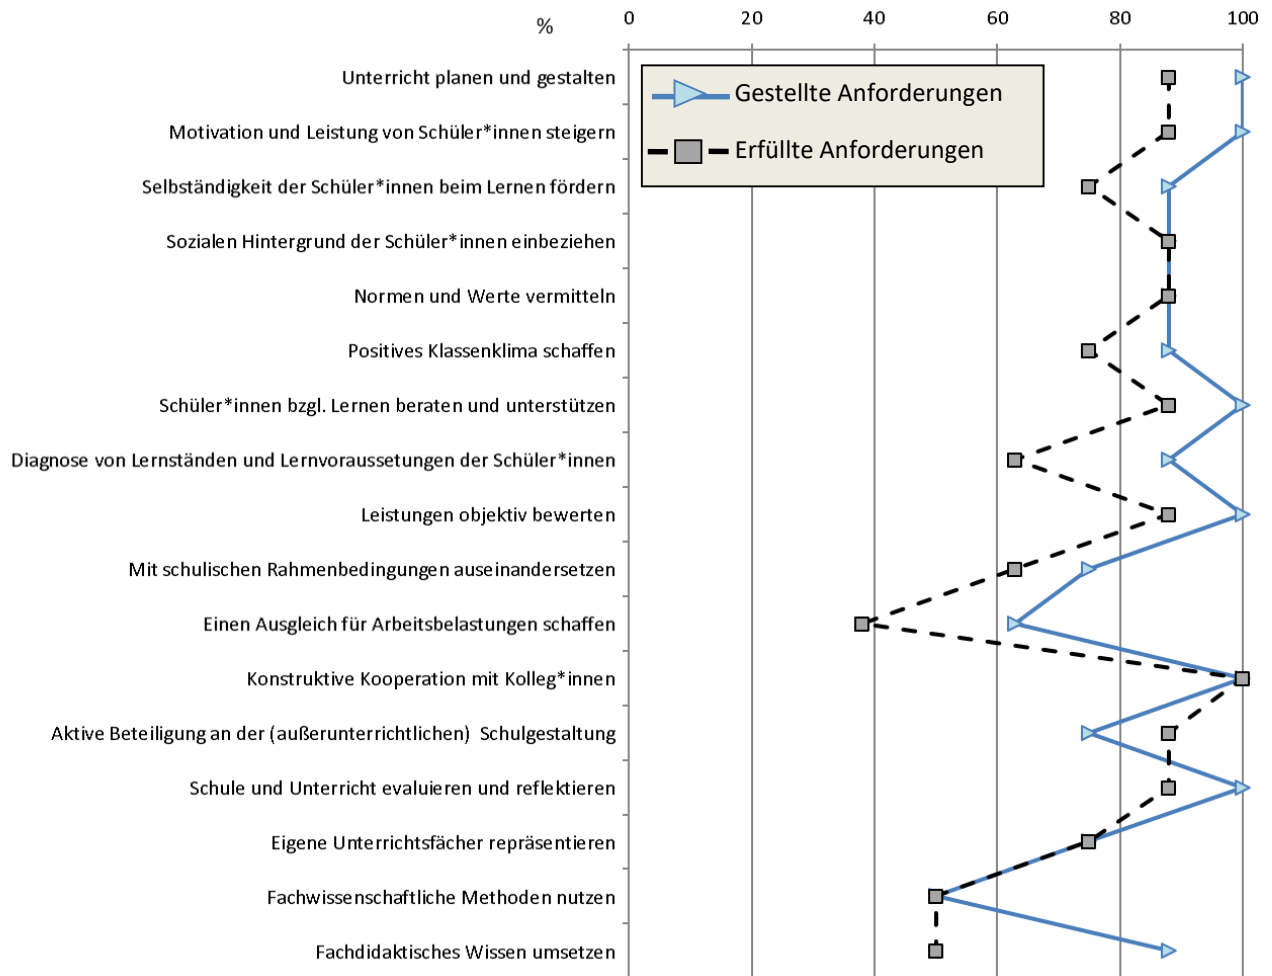 % 0 20 40 60 80 100
Gestellte Anforderungen
Erfüllte Anforderungen
Unterricht planen und gestalten
Motivation und Leistung von Schüler*innen steigern
Selbständigkeit der Schüler*innen beim Lernen fördern
Sozialen Hintergrund der Schüler*innen einbeziehen
Normen und Werte vermitteln
Positives Klassenklima schaffen
Schüler*innen bzgl. Lernen beraten und unterstützen
Diagnose von Lernständen und Lernvoraussetungen der Schüler*innen
Leistungen objektiv bewerten
Mit schulischen Rahmenbedingungen auseinandersetzen
Einen Ausgleich für Arbeitsbelastungen schaffen
Konstruktive Kooperation mit Kolleg*innen
Aktive Beteiligung an der (außerunterrichtlichen) Schulgestaltung
Schule und Unterricht evaluieren und reflektieren
Eigene Unterrichtsfächer repräsentieren
Fachwissenschaftliche Methoden nutzen
Fachdidaktisches Wissen umsetzen